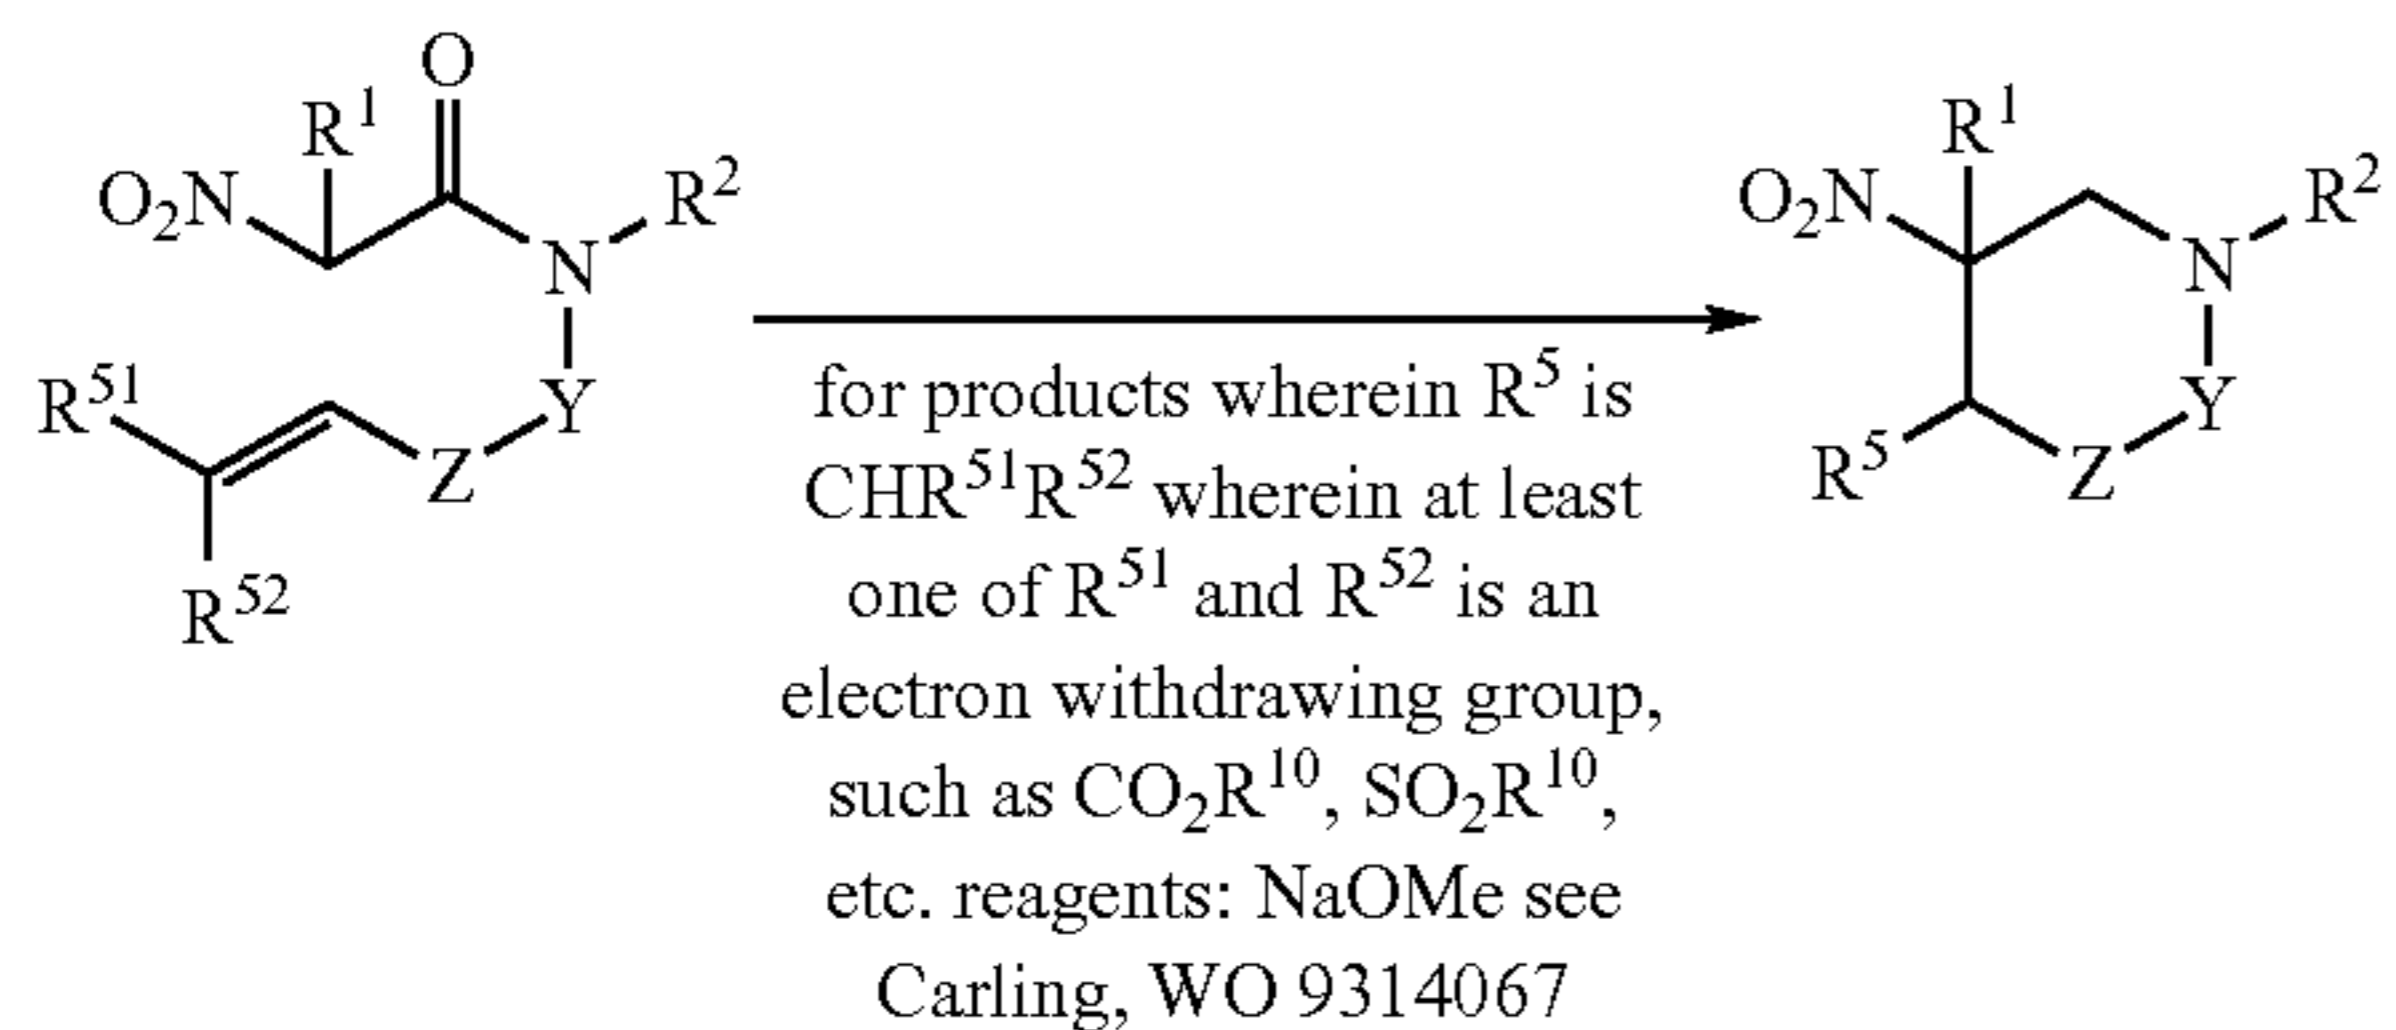 O
R¹ R¹
O₂N R² O₂N R²
N N
R⁵¹ Y for products wherein R⁵ is Y
Z CHR⁵¹R⁵² wherein at least R⁵ Z
R⁵² one of R⁵¹ and R⁵² is an
electron withdrawing group,
such as CO₂R¹⁰, SO₂R¹⁰,
etc. reagents: NaOMe see
Carling, WO 9314067